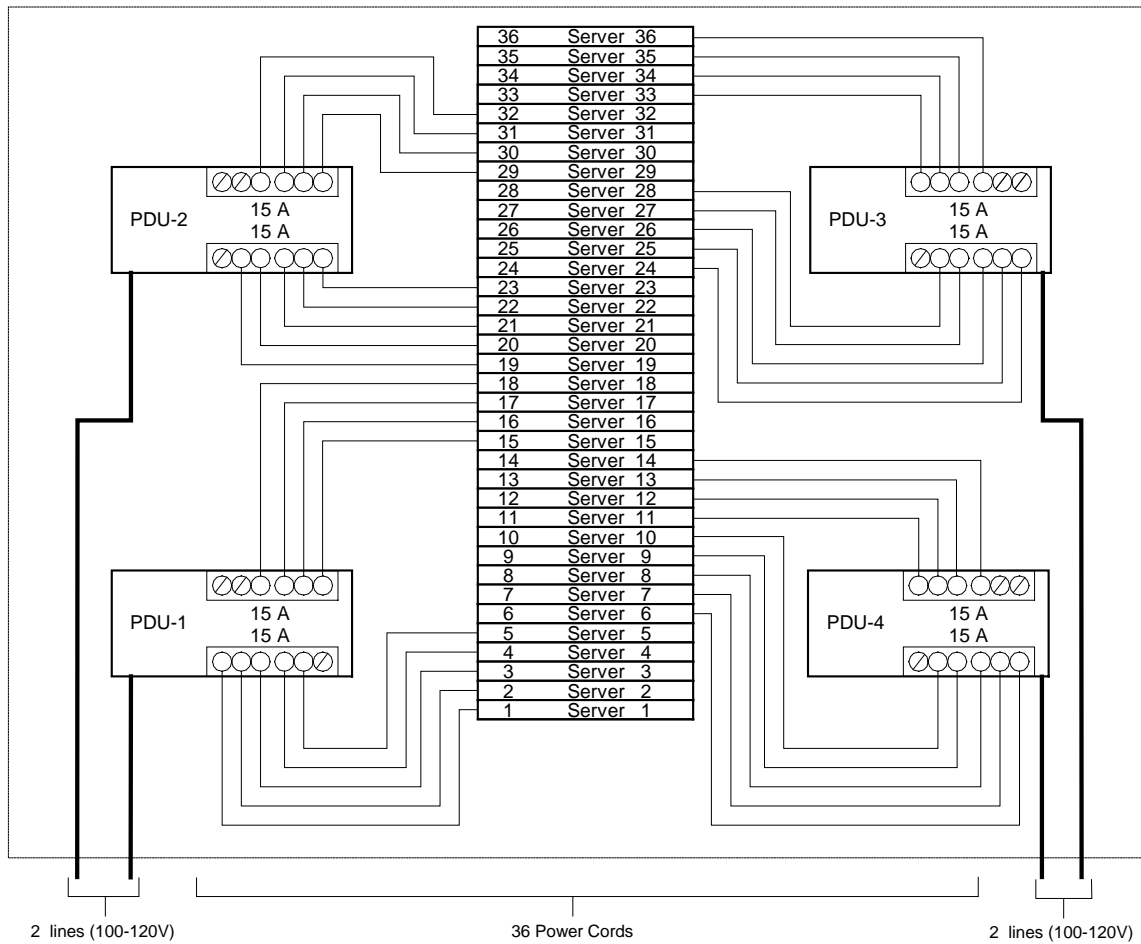 36 Server 36
35 Server 35
34 Server 34
33 Server 33
32 Server 32
31 Server 31
30 Server 30
29 Server 29
28 Server 28
27 Server 27
26 Server 26
25 Server 25
24 Server 24
23 Server 23
22 Server 22
21 Server 21
20 Server 20
19 Server 19
18 Server 18
17 Server 17
16 Server 16
15 Server 15
14 Server 14
13 Server 13
12 Server 12
11 Server 11
10 Server 10
9 Server 9
8 Server 8
7 Server 7
6 Server 6
5 Server 5
4 Server 4
3 Server 3
2 Server 2
1 Server 1
PDU-2
15 A
15 A
PDU-3
15 A
15 A
PDU-1
15 A
15 A
PDU-4
15 A
15 A
2 lines (100-120V)
36 Power Cords
2 lines (100-120V)